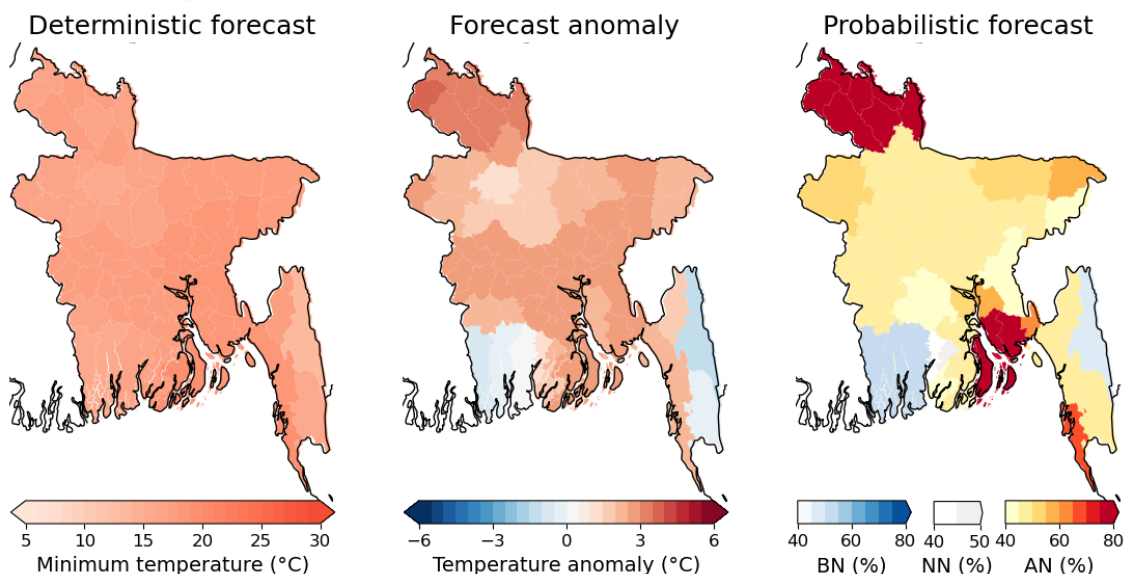 Deterministic forecast
Forecast anomaly
Probabilistic forecast
5 10 15 20 25 30
Minimum temperature (°C)
−6 −3 0 3 6
Temperature anomaly (°C)
40 60 80
BN (%)
40 50
NN (%)
40 60 80
AN (%)